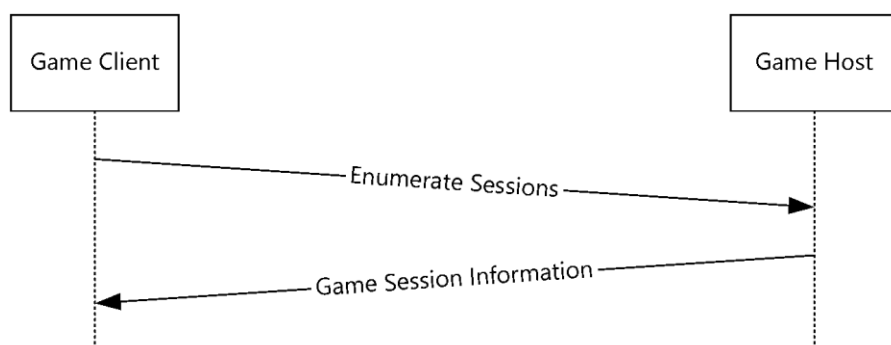 Game Client
Game Host
Enumerate Sessions
Game Session Information